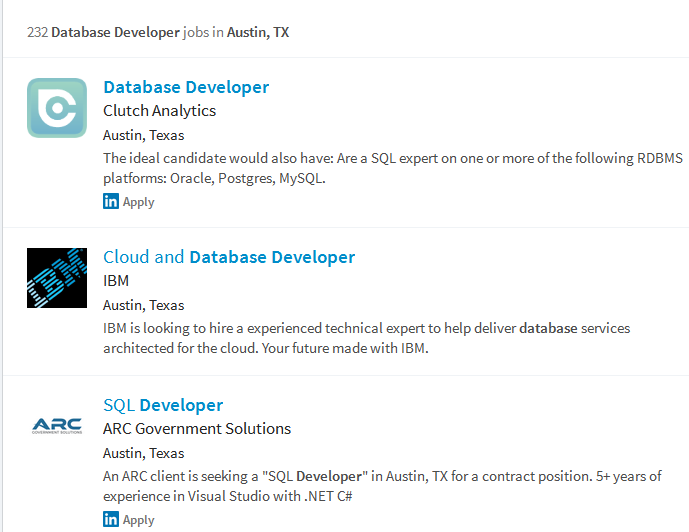 232 Database Developer jobs in Austin, TX
Database Developer
Clutch Analytics
Austin, Texas
The ideal candidate would also have: Are a SQL expert on one or more of the following RDBMS
platforms: Oracle, Postgres, MySQL.
in Apply
Cloud and Database Developer
IBM
IBM
Austin, Texas
IBM is looking to hire a experienced technical expert to help deliver database services
architected for the cloud. Your future made with IBM.
SQL Developer
ARC
GOVERNMENT SOLUTIONS
ARC Government Solutions
Austin, Texas
An ARC client is seeking a "SQL Developer" in Austin, TX for a contract position. 5+ years of
experience in Visual Studio with .NET C#
in Apply